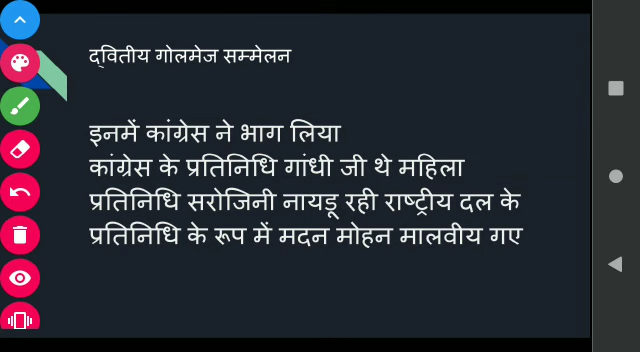 द्वितीय गोलमेज सम्मेलन
इनमें कांग्रेस ने भाग लिया
कांग्रेस के प्रतिनिधि गांधी जी थे महिला
प्रतिनिधि सरोजिनी नायडू रही राष्ट्रीय दल के
प्रतिनिधि के रूप में मदन मोहन मालवीय गए